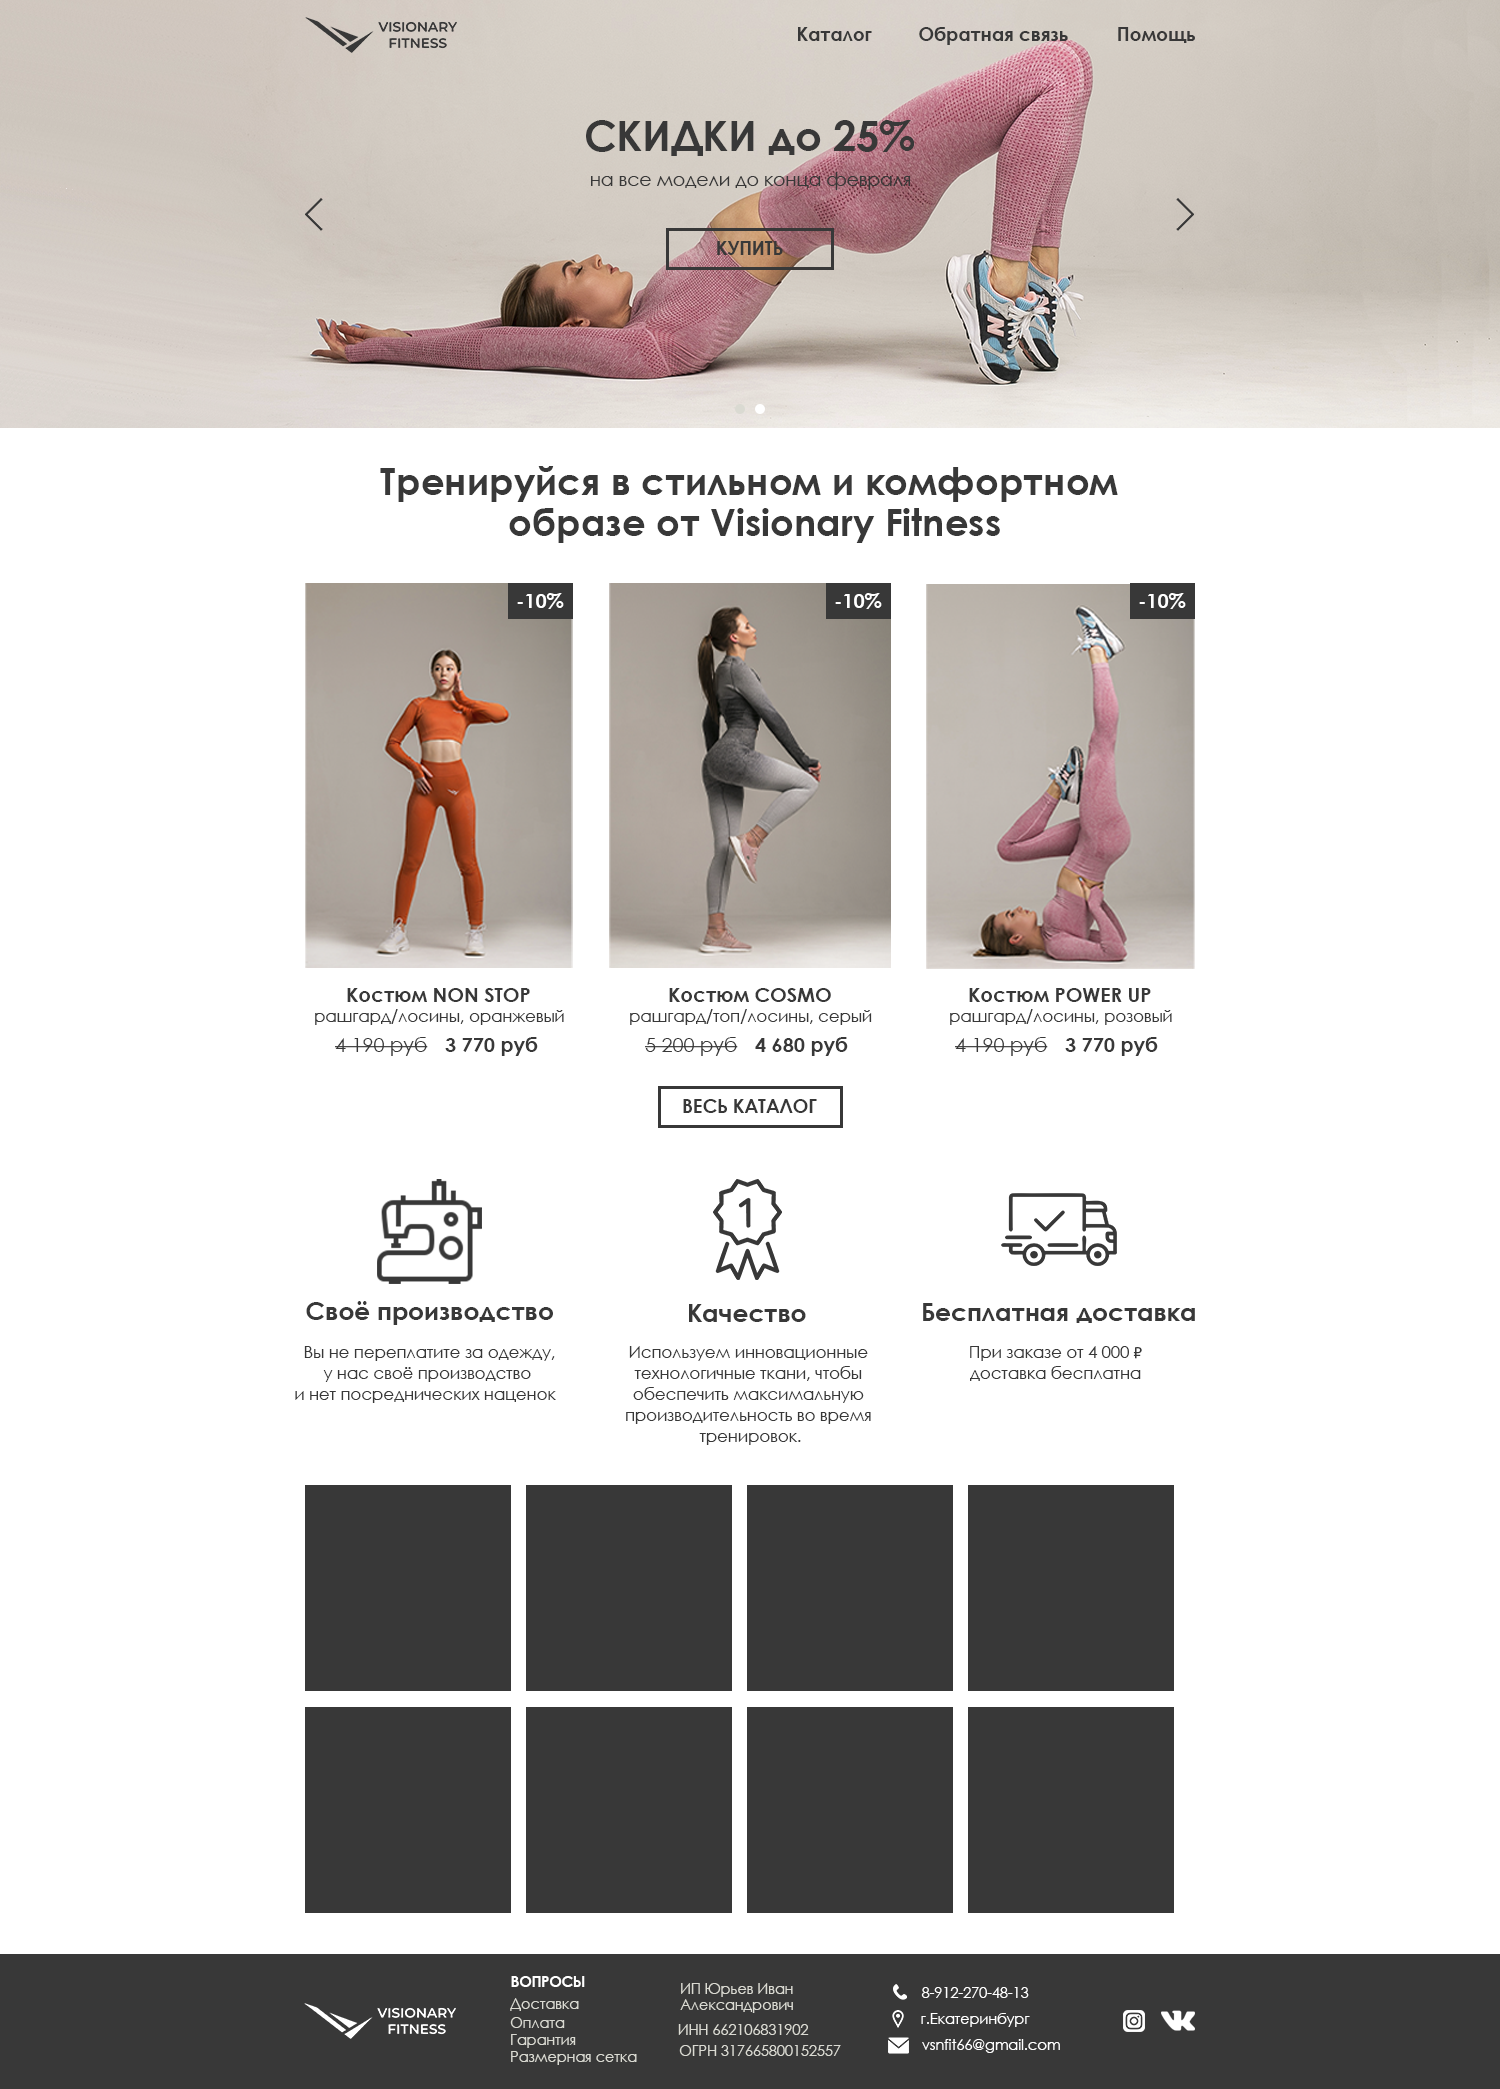 VISIONARY
FITNESS
Каталог
Обратная связь
Помощь
СКИДКИ до 25%
на все модели до конца февраля
КУПИТЬ
Тренируйся в стильном и комфортном
образе от Visionary Fitness
-10%
-10%
-10%
Костюм NON STOP
рашгард/лосины, оранжевый
4 190 руб 3 770 руб
Костюм COSMO
рашгард/топ/лосины, серый
5 200 руб 4 680 руб
Костюм POWER UP
рашгард/лосины, розовый
4 190 руб 3 770 руб
ВЕСЬ КАТАЛОГ
1
Своё производство
Вы не переплатите за одежду,
у нас своё производство
и нет посреднических наценок
Качество
Используем инновационные
технологичные ткани, чтобы
обеспечить максимальную
производительность во время
тренировок.
Бесплатная доставка
При заказе от 4 000 ₽
доставка бесплатна
VISIONARY
FITNESS
ВОПРОСЫ
Доставка
Оплата
Гарантия
Размерная сетка
ИП Юрьев Иван
Александрович
ИНН 662106831902
ОГРН 317665800152557
8-912-270-48-13
г.Екатеринбург
vsnfit66@gmail.com